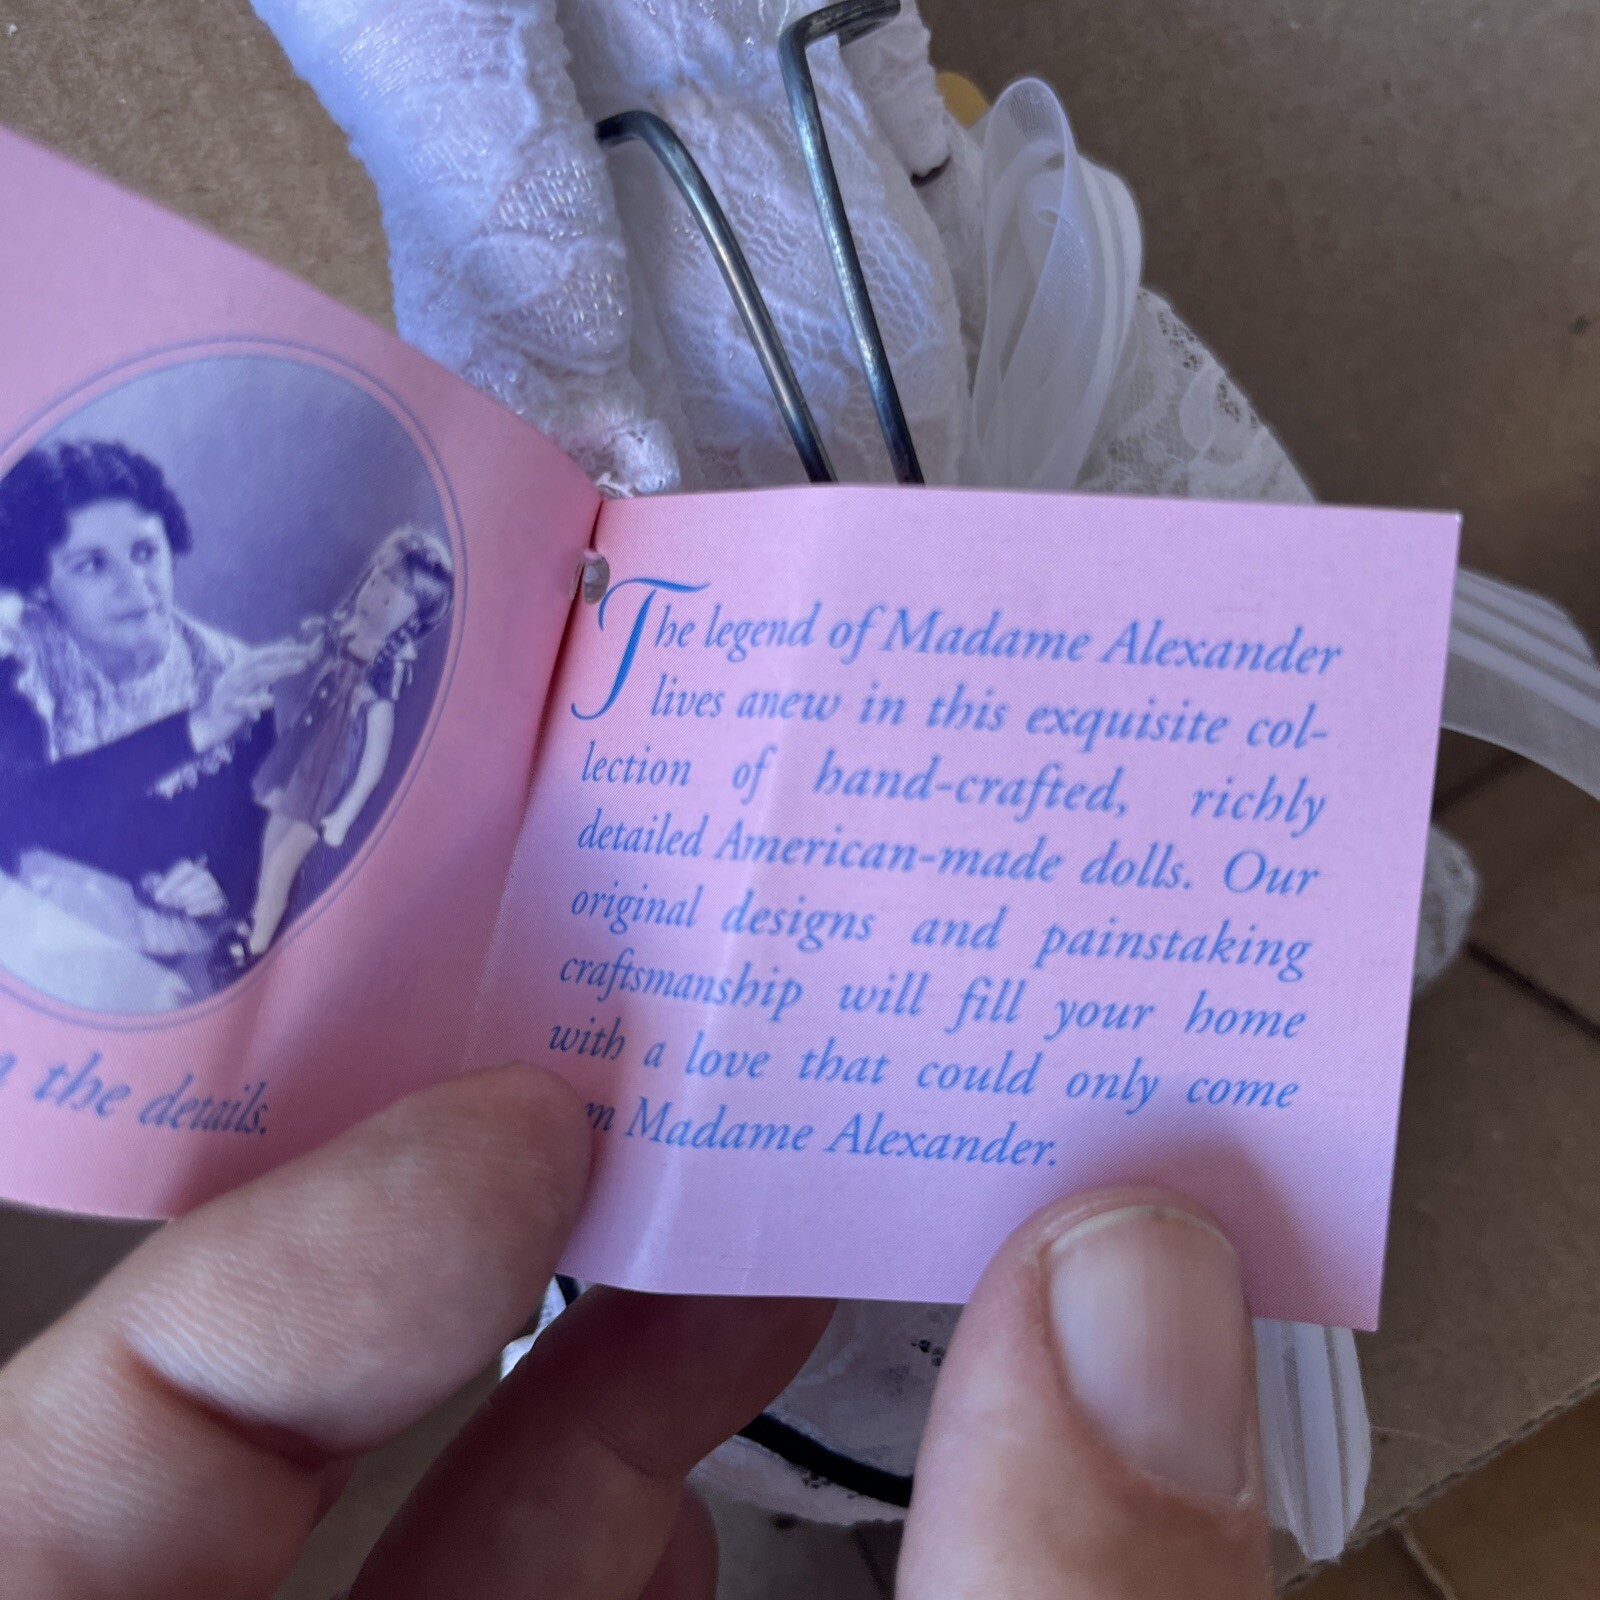 the details.
The legend of Madame Alexander
lives anew in this exquisite col-
lection of hand-crafted, richly
detailed American-made dolls. Our
original designs and painstaking
craftsmanship will fill your home
with a love that could only come
Madame Alexander.